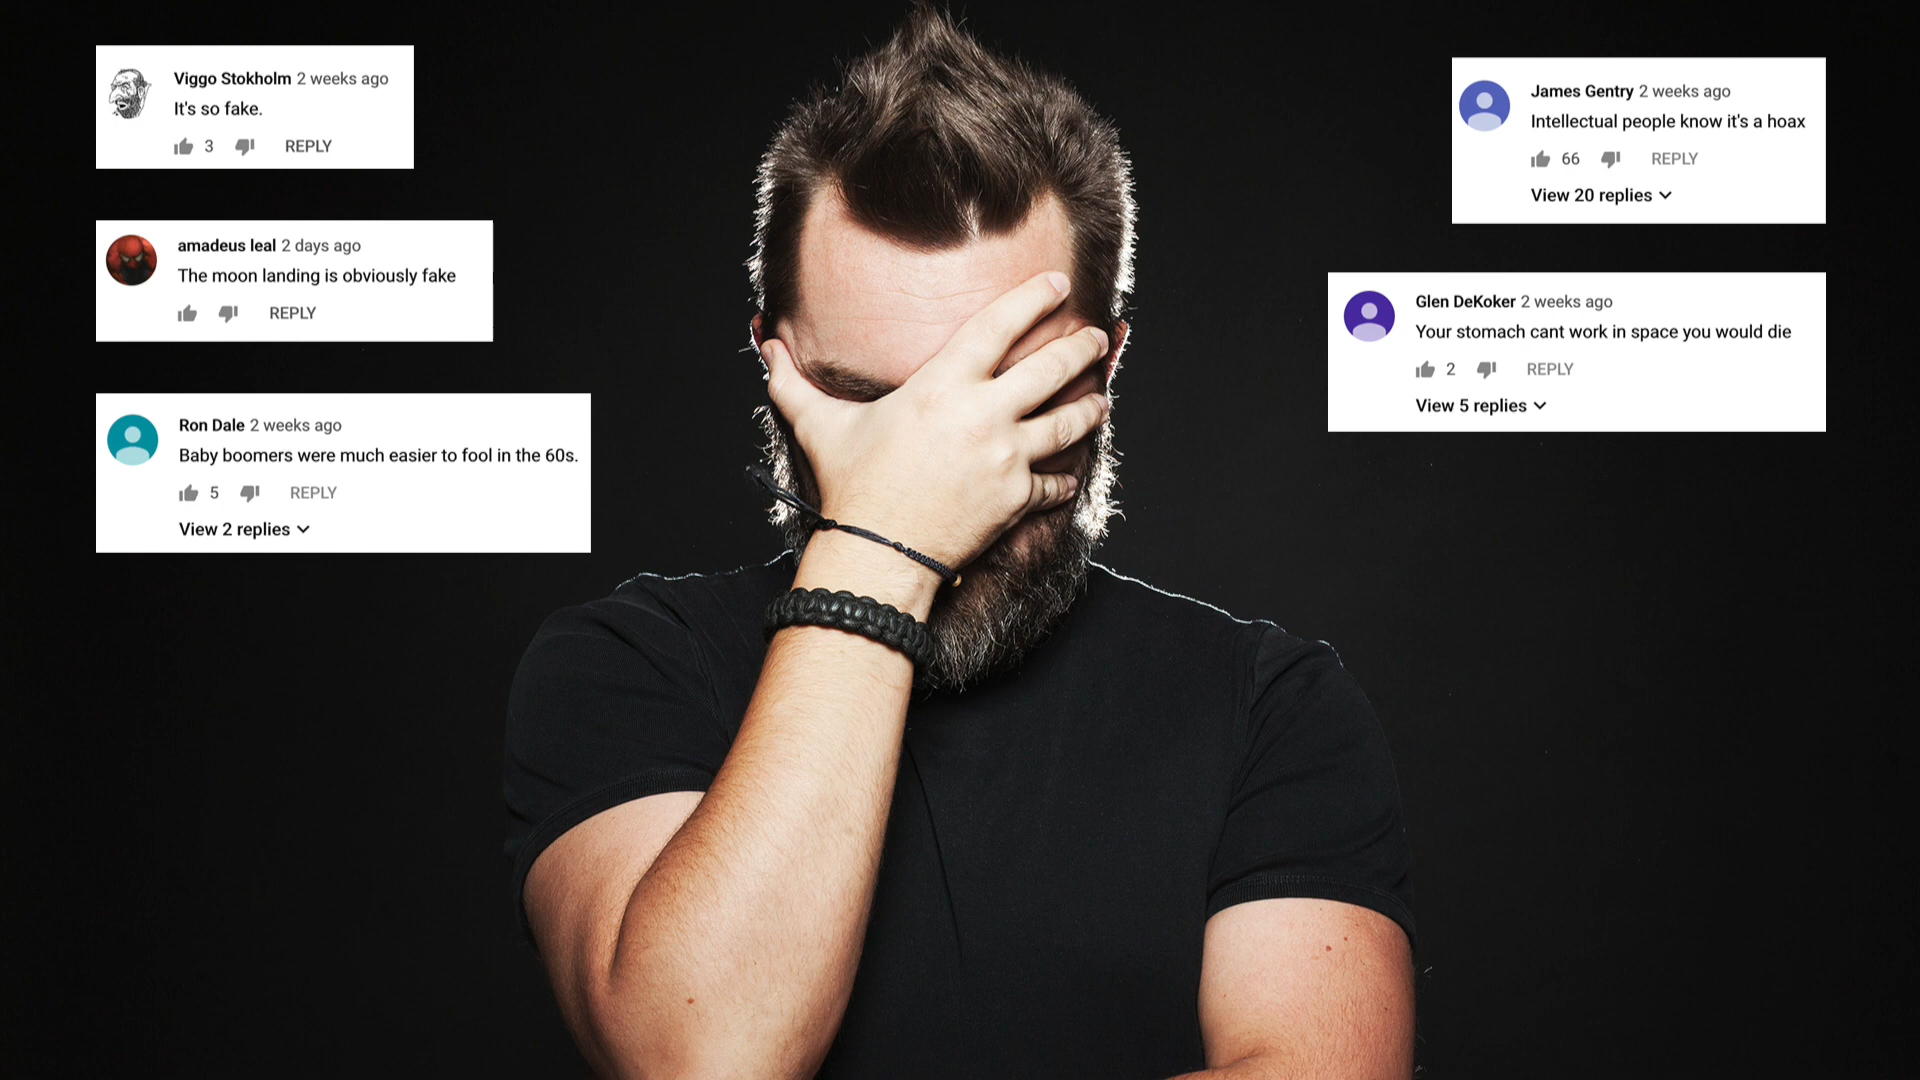 Viggo Stokholm 2 weeks ago
It's so fake.
3 REPLY
amadeus leal 2 days ago
The moon landing is obviously fake
REPLY
Ron Dale 2 weeks ago
Baby boomers were much easier to fool in the 60s.
5 REPLY
View 2 replies
James Gentry 2 weeks ago
Intellectual people know it's a hoax
66 REPLY
View 20 replies
Glen DeKoker 2 weeks ago
Your stomach cant work in space you would die
2 REPLY
View 5 replies